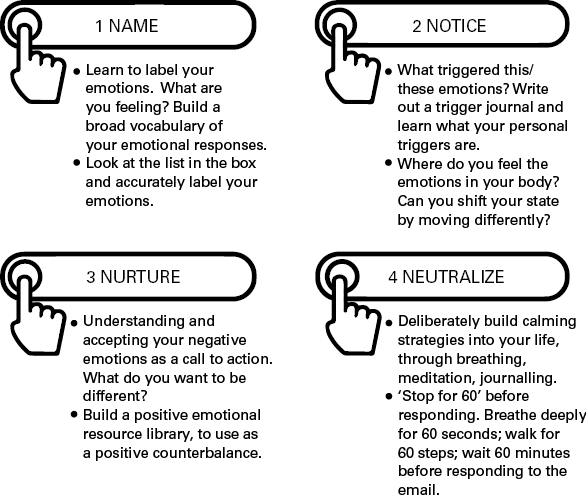 1 NAME
• Learn to label your
emotions. What are
you feeling? Build a
broad vocabulary of
your emotional responses.
• Look at the list in the box
and accurately label your
emotions.
2 NOTICE
• What triggered this/
these emotions? Write
out a trigger journal and
learn what your personal
triggers are.
• Where do you feel the
emotions in your body?
Can you shift your state
by moving differently?
3 NURTURE
• Understanding and
accepting your negative
emotions as a call to action.
What do you want to be
different?
• Build a positive emotional
resource library, to use as
a positive counterbalance.
4 NEUTRALIZE
• Deliberately build calming
strategies into your life,
through breathing,
meditation, journalling.
• ‘Stop for 60’ before
responding. Breathe deeply
for 60 seconds; walk for
60 steps; wait 60 minutes
before responding to the
email.